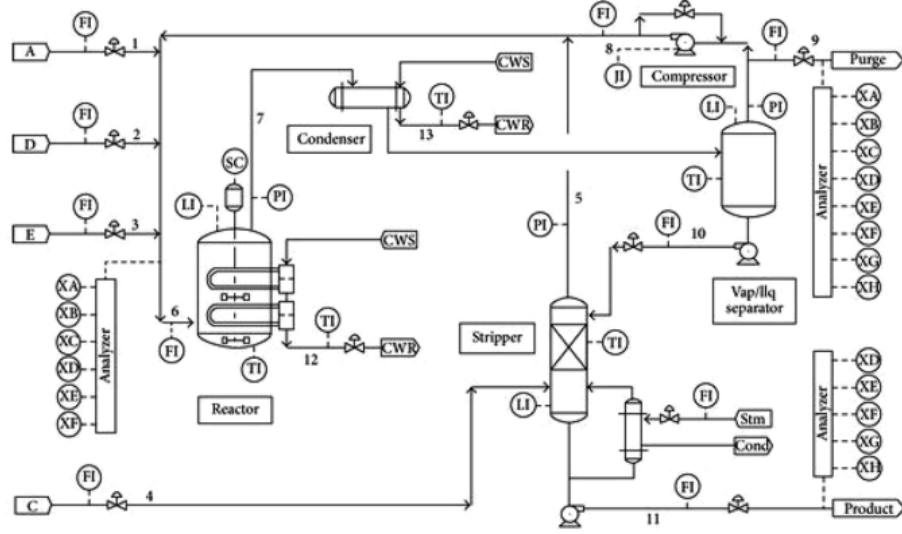 FI
A
1
FI
D
2
FI
E
3
FI
8
JI
Compressor
FI
9
Purge
CWS
TI
13
CWR
Condenser
7
LI
PI
TI
XA
XB
XC
XD
XE
XF
XG
XH
Analyzer
SC
PI
LI
CWS
TI
12
CWR
TI
Reactor
6
FI
XA
XB
XC
XD
XE
XF
Analyzer
5
PI
FI
10
Vap/llq
separator
Stripper
TI
LI
FI
Stm
Cond
XD
XE
XF
XG
XH
Analyzer
FI
C
4
FI
11
Product